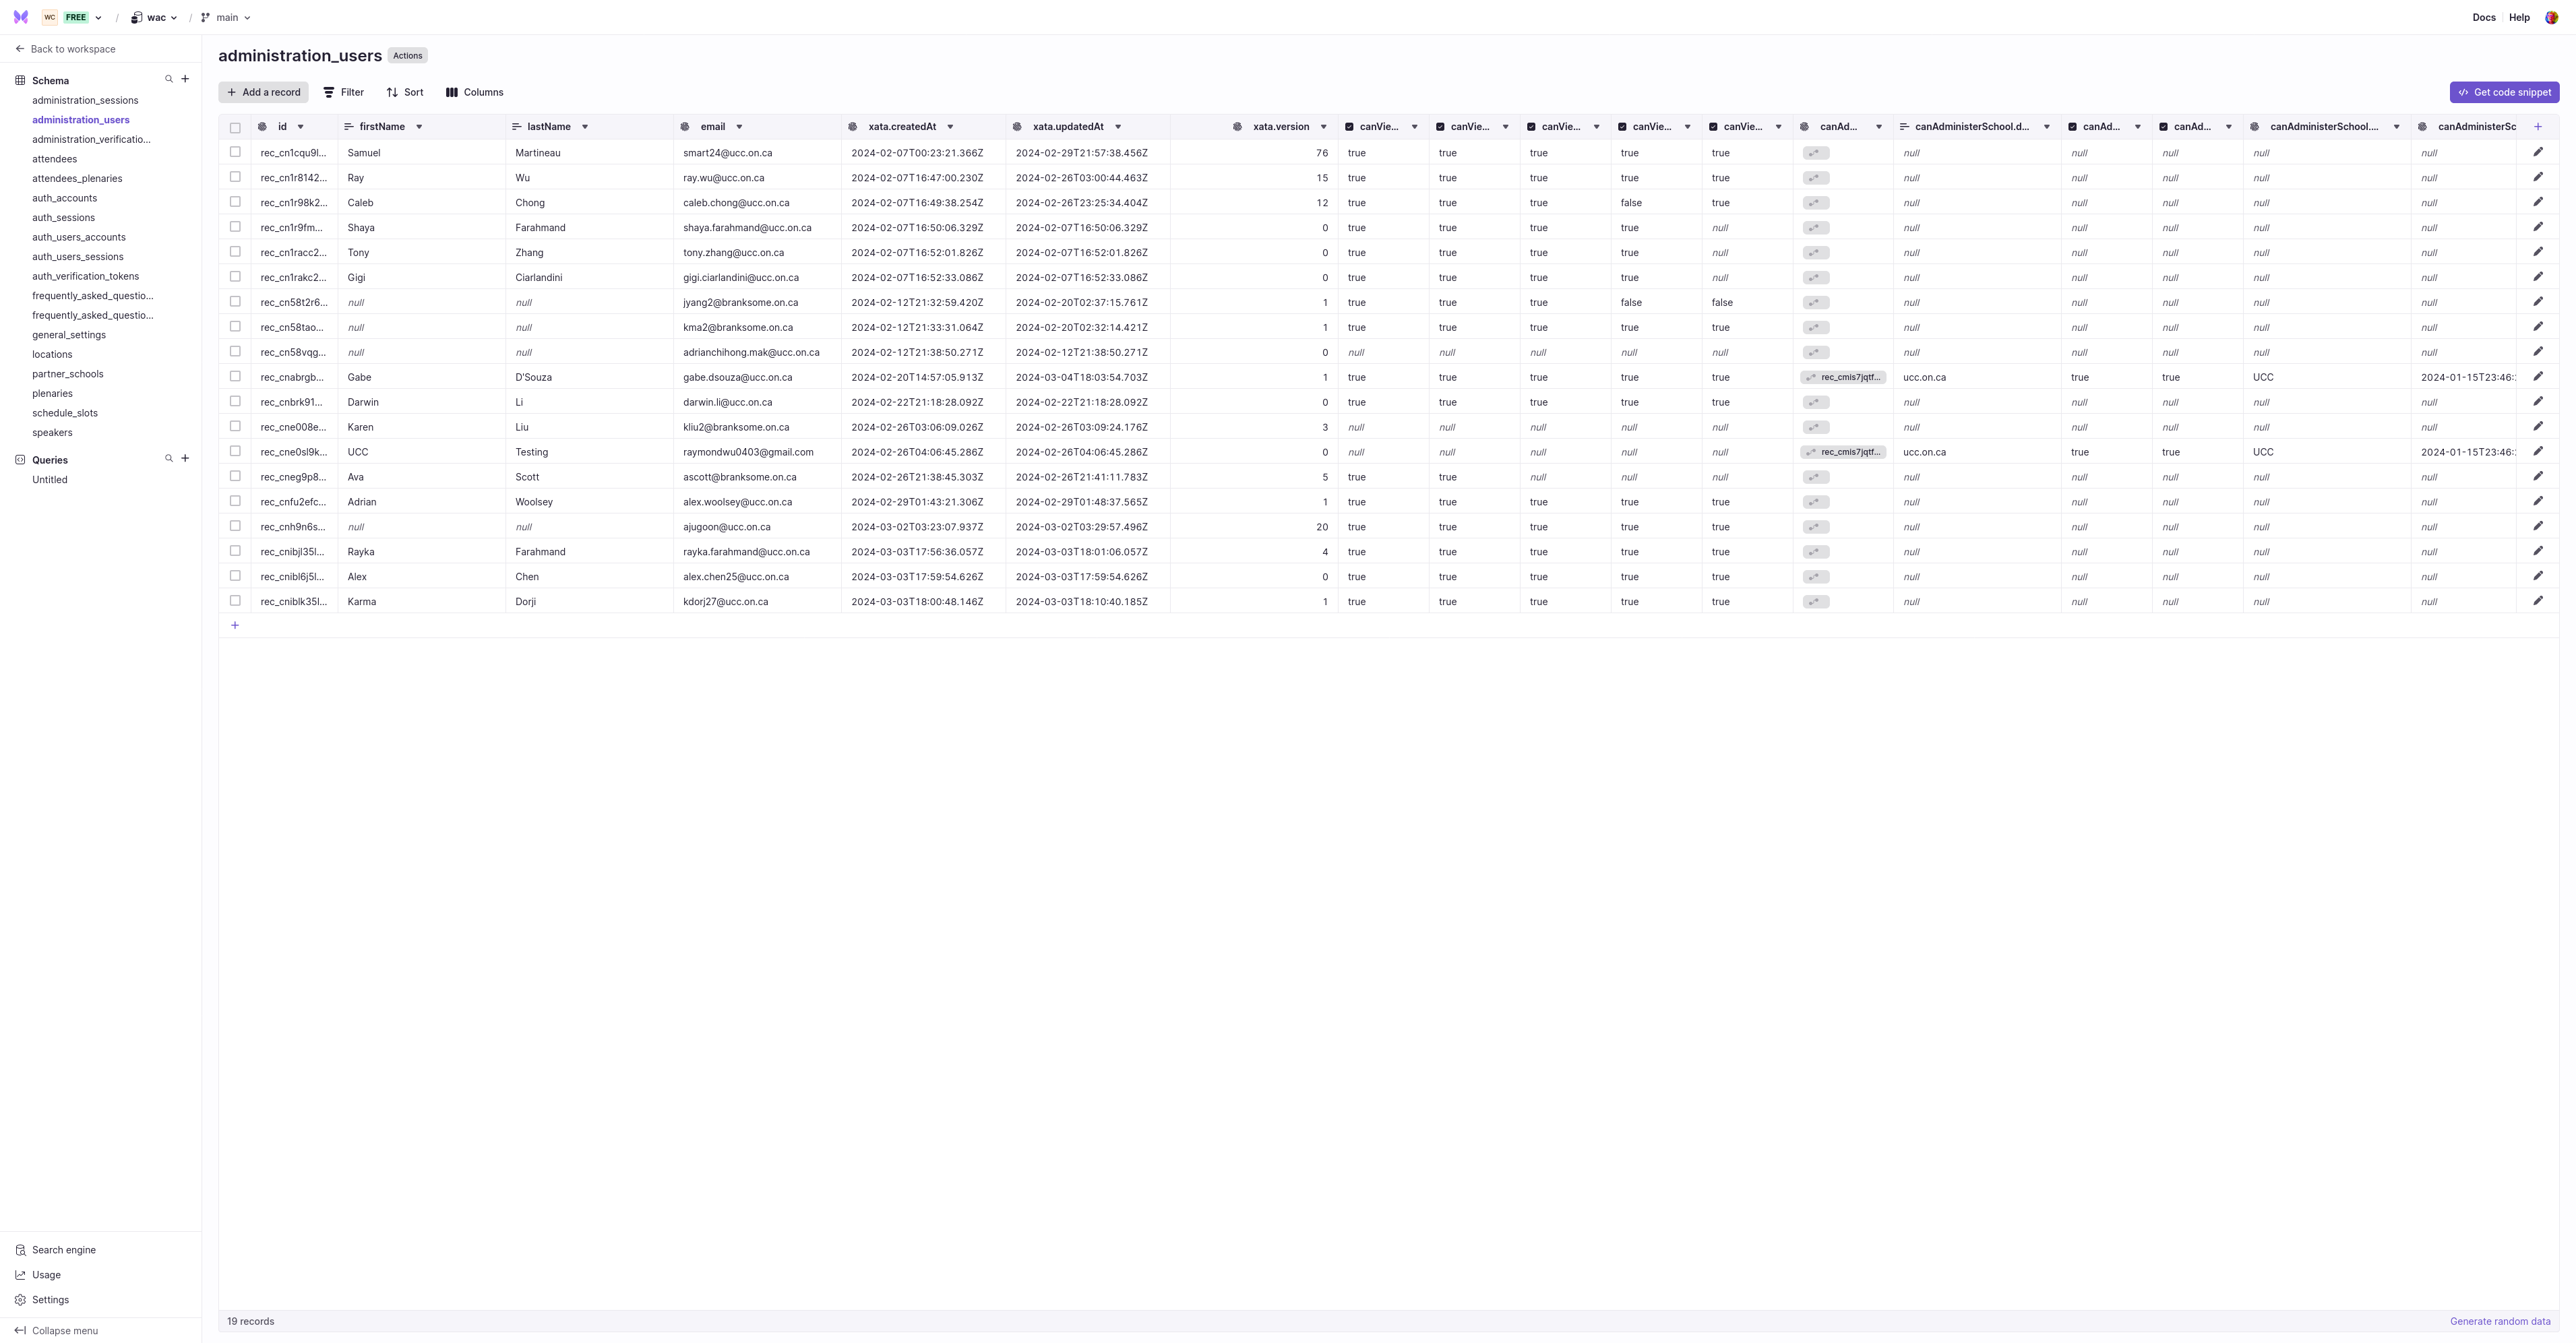 WC FREE / wac / main Docs Help
Back to workspace
Schema
administration_sessions
administration_users
administration_verificatio...
attendees
attendees_plenaries
auth_accounts
auth_sessions
auth_users_accounts
auth_users_sessions
auth_verification_tokens
frequently_asked_questio...
frequently_asked_questio...
general_settings
locations
partner_schools
plenaries
schedule_slots
speakers
Queries
Untitled
Search engine
Usage
Settings
Collapse menu
administration_users Actions
+ Add a record Filter Sort Columns Get code snippet
id firstName lastName email xata.createdAt xata.updatedAt xata.version canVie... canVie... canVie... canVie... canVie... canAd... canAdministerSchool.d... canAd... canAd... canAdministerSchool.... canAdministerSc +
rec_cn1cqu9l... Samuel Martineau smart24@ucc.on.ca 2024-02-07T00:23:21.366Z 2024-02-29T21:57:38.456Z 76 true true true true true null null null null null
rec_cn1r8142... Ray Wu ray.wu@ucc.on.ca 2024-02-07T16:47:00.230Z 2024-02-26T03:00:44.463Z 15 true true true true true null null null null null
rec_cn1r98k2... Caleb Chong caleb.chong@ucc.on.ca 2024-02-07T16:49:38.254Z 2024-02-26T23:25:34.404Z 12 true true true false true null null null null null
rec_cn1r9fm... Shaya Farahmand shaya.farahmand@ucc.on.ca 2024-02-07T16:50:06.329Z 2024-02-07T16:50:06.329Z 0 true true true true null null null null null null
rec_cn1racc2... Tony Zhang tony.zhang@ucc.on.ca 2024-02-07T16:52:01.826Z 2024-02-07T16:52:01.826Z 0 true true true true null null null null null null
rec_cn1rakc2... Gigi Ciarlandini gigi.ciarlandini@ucc.on.ca 2024-02-07T16:52:33.086Z 2024-02-07T16:52:33.086Z 0 true true true true null null null null null null
rec_cn58t2r6... null null jyang2@branksome.on.ca 2024-02-12T21:32:59.420Z 2024-02-20T02:37:15.761Z 1 true true true false false null null null null null
rec_cn58tao... null null kma2@branksome.on.ca 2024-02-12T21:33:31.064Z 2024-02-20T02:32:14.421Z 1 true true true true true null null null null null
rec_cn58vqg... null null adrianchihong.mak@ucc.on.ca 2024-02-12T21:38:50.271Z 2024-02-12T21:38:50.271Z 0 null null null null null null null null null null
rec_cnabrgb... Gabe D'Souza gabe.dsouza@ucc.on.ca 2024-02-20T14:57:05.913Z 2024-03-04T18:03:54.703Z 1 true true true true true rec_cmis7jqtf... ucc.on.ca true true UCC 2024-01-15T23:46:
rec_cnbrk91... Darwin Li darwin.li@ucc.on.ca 2024-02-22T21:18:28.092Z 2024-02-22T21:18:28.092Z 0 true true true true true null null null null null
rec_cne008e... Karen Liu kliu2@branksome.on.ca 2024-02-26T03:06:09.026Z 2024-02-26T03:09:24.176Z 3 null null null null null null null null null null
rec_cne0sl9k... UCC Testing raymondwu0403@gmail.com 2024-02-26T04:06:45.286Z 2024-02-26T04:06:45.286Z 0 null null null null null rec_cmis7jqtf... ucc.on.ca true true UCC 2024-01-15T23:46:
rec_cneg9p8... Ava Scott ascott@branksome.on.ca 2024-02-26T21:38:45.303Z 2024-02-26T21:41:11.783Z 5 true true null null null null null null null null
rec_cnfu2efc... Adrian Woolsey alex.woolsey@ucc.on.ca 2024-02-29T01:43:21.306Z 2024-02-29T01:48:37.565Z 1 true true true true true null null null null null
rec_cnh9n6s... null null ajugoon@ucc.on.ca 2024-03-02T03:23:07.937Z 2024-03-02T03:29:57.496Z 20 true true true true true null null null null null
rec_cnibjl35l... Rayka Farahmand rayka.farahmand@ucc.on.ca 2024-03-03T17:56:36.057Z 2024-03-03T18:01:06.057Z 4 true true true true true null null null null null
rec_cnibl6j5l... Alex Chen alex.chen25@ucc.on.ca 2024-03-03T17:59:54.626Z 2024-03-03T17:59:54.626Z 0 true true true true true null null null null null
rec_cniblk35l... Karma Dorji kdorj27@ucc.on.ca 2024-03-03T18:00:48.146Z 2024-03-03T18:10:40.185Z 1 true true true true true null null null null null
+
19 records Generate random data